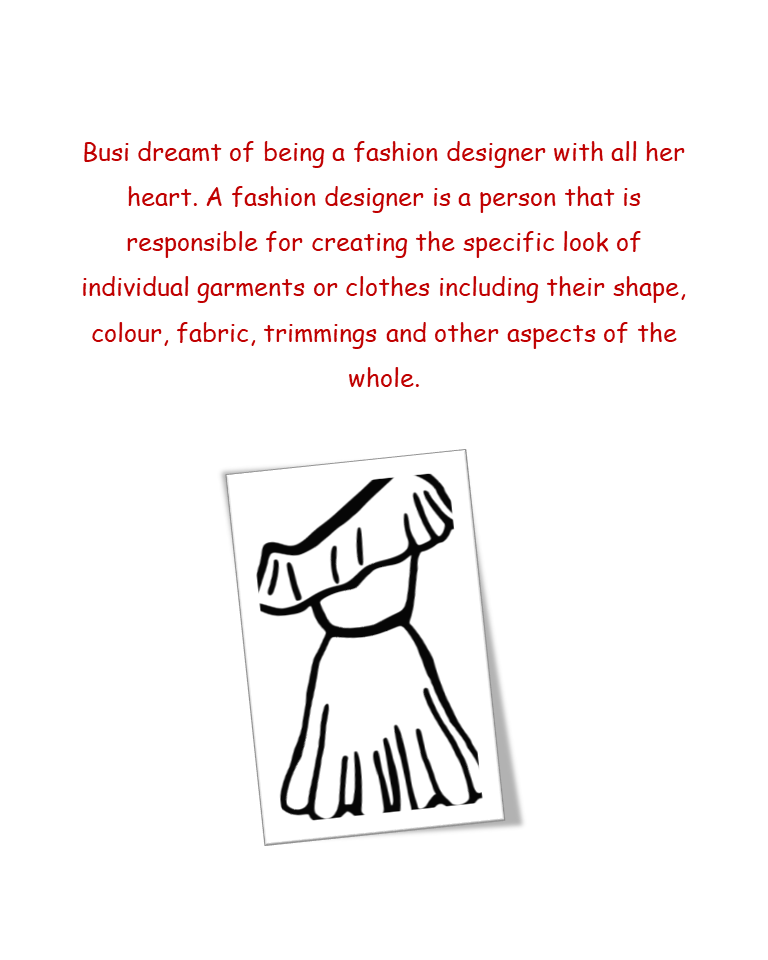 Busi dreamt of being a fashion designer with all her
heart. A fashion designer is a person that is
responsible for creating the specific look of
individual garments or clothes including their shape,
colour, fabric, trimmings and other aspects of the
whole.